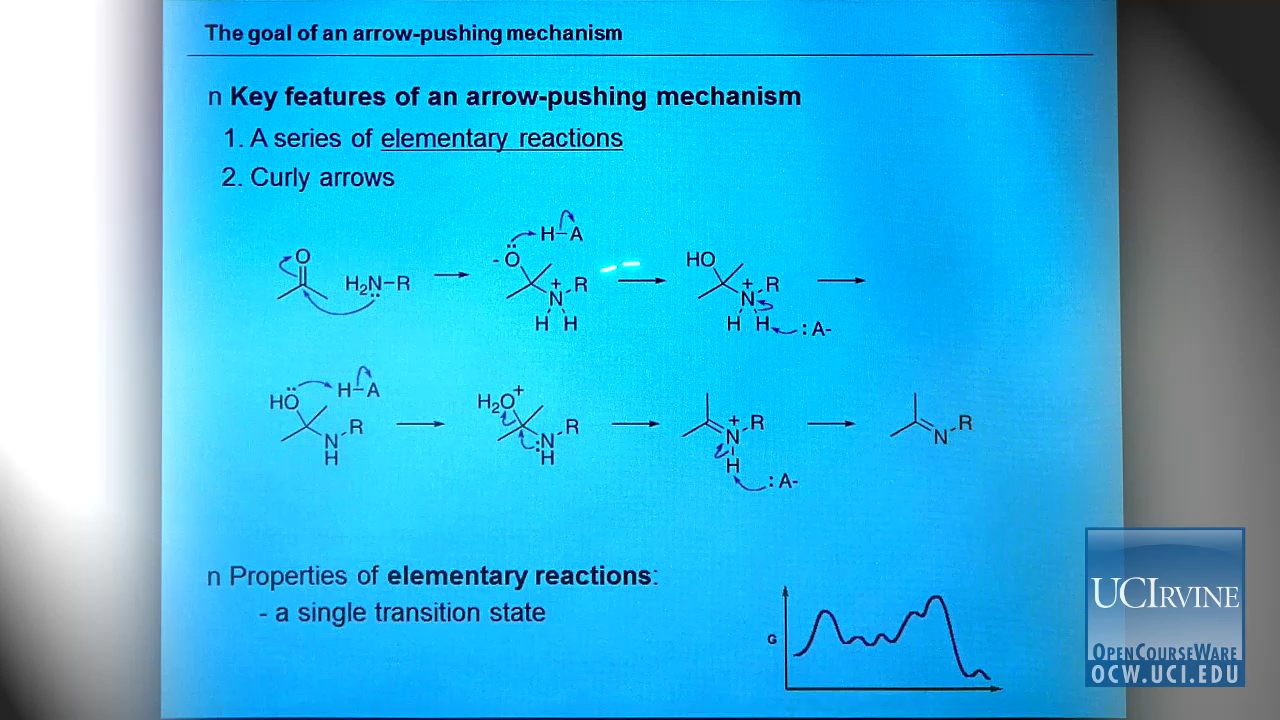 The goal of an arrow-pushing mechanism
n Key features of an arrow-pushing mechanism
1. A series of elementary reactions
2. Curly arrows
O
H₂N-R
H-A
- O
+
N
R
H H
HO
+
N
R
H H
: A-
HO
H-A
N
R
H
H₂O+
:N
R
H
+
N
R
H
: A-
N
R
n Properties of elementary reactions:
- a single transition state
G
UCIRVINE
OPENCOURSEWARE
OCW.UCI.EDU